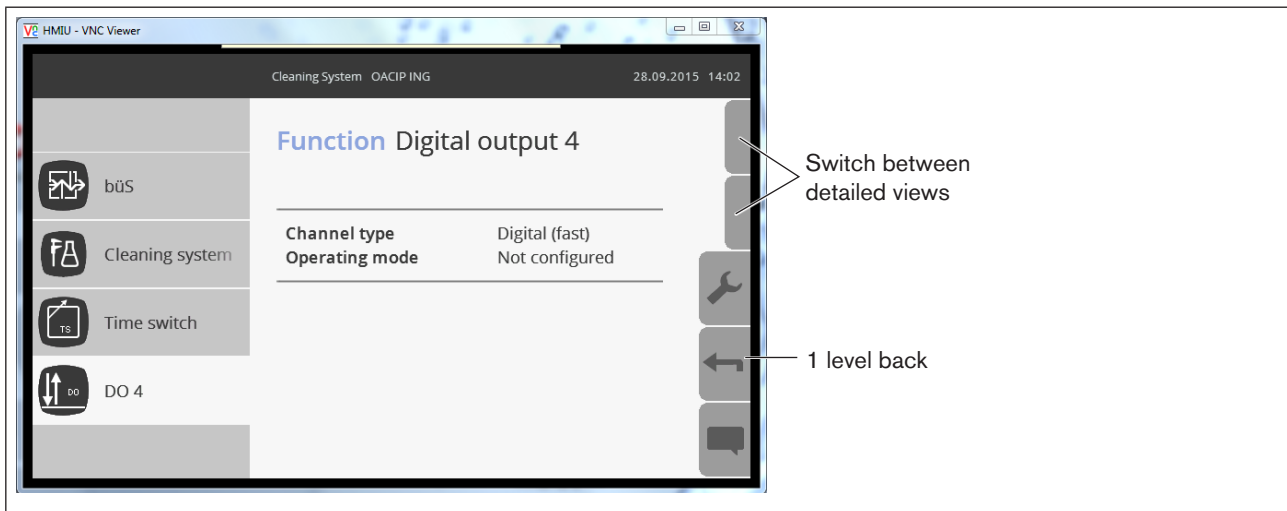 HMIU - VNC Viewer
Cleaning System OACIP ING 28.09.2015 14:02
Function Digital output 4
büS
Cleaning system
Time switch
DO 4
Channel type Digital (fast)
Operating mode Not configured
TS
DO
Switch between
detailed views
1 level back